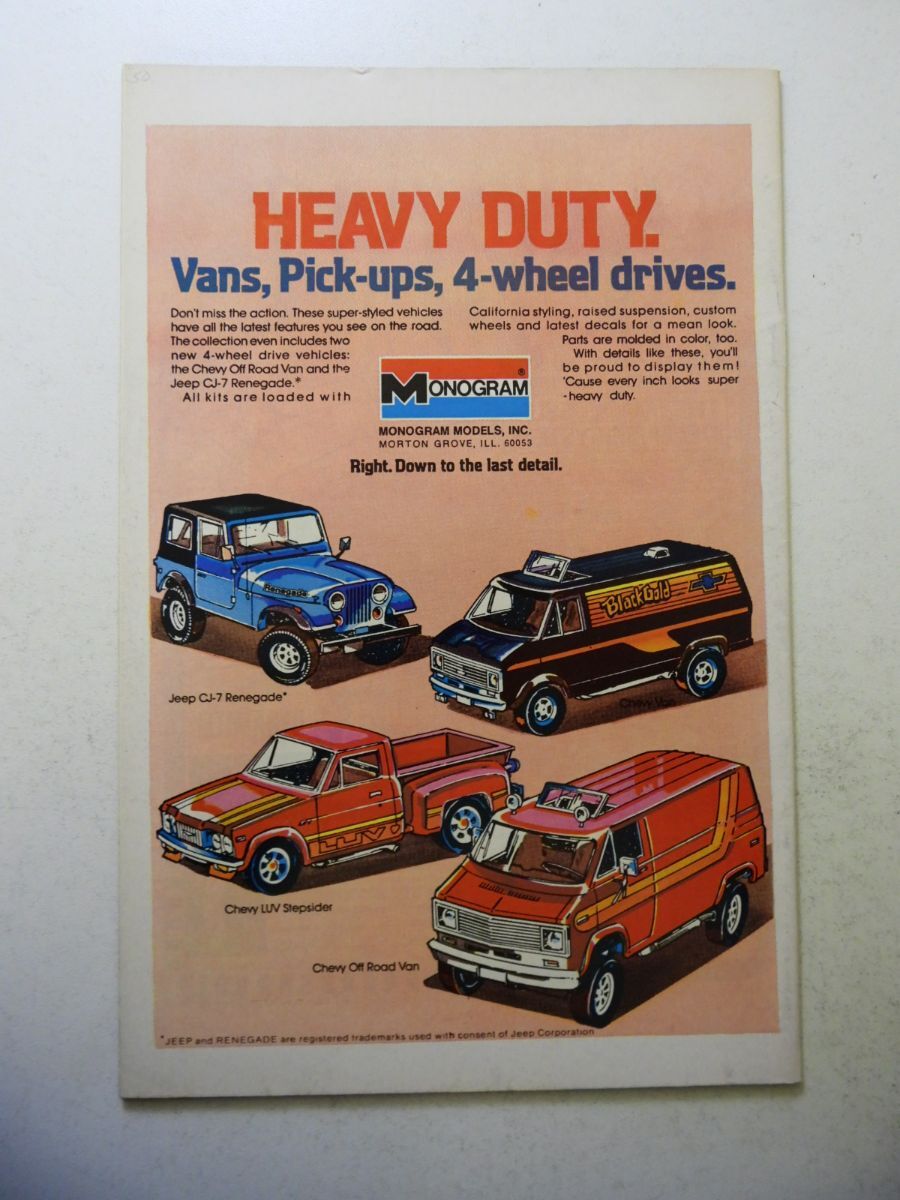 50
HEAVY DUTY.
Vans, Pick-ups, 4-wheel drives.
Don't miss the action. These super-styled vehicles
have all the latest features you see on the road.
The collection even includes two
new 4-wheel drive vehicles:
the Chevy Off Road Van and the
Jeep CJ-7 Renegade.*
All kits are loaded with
California styling, raised suspension, custom
wheels and latest decals for a mean look.
Parts are molded in color, too.
With details like these, you'll
be proud to display them!
'Cause every inch looks super
-heavy duty.
MONOGRAM®
MONOGRAM MODELS, INC.
MORTON GROVE, ILL. 60053
Right. Down to the last detail.
Renegade
Jeep CJ-7 Renegade*
BlackGold
Chevy Van
LUV
Chevy LUV Stepsider
Chevy Off Road Van
*JEEP and RENEGADE are registered trademarks used with consent of Jeep Corporation